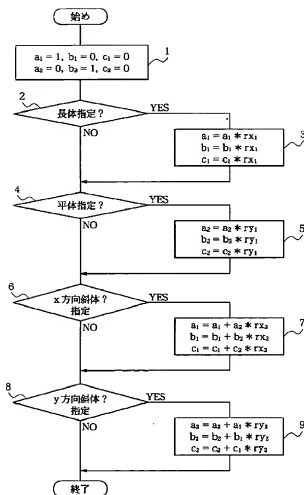 始め
1
a₁ = 1, b₁ = 0, c₁ = 0
a₂ = 0, b₂ = 1, c₂ = 0
2
長体指定？
YES
NO
3
a₁ = a₁ * rx₁
b₁ = b₁ * rx₁
c₁ = c₁ * rx₁
4
平体指定？
YES
NO
5
a₂ = a₂ * ry₁
b₂ = b₂ * ry₁
c₂ = c₂ * ry₁
6
x方向斜体？
指定
YES
NO
7
a₁ = a₁ + a₂ * rx₂
b₁ = b₁ + b₂ * rx₂
c₁ = c₁ + c₂ * rx₂
8
y方向斜体？
指定
YES
NO
9
a₂ = a₂ + a₁ * ry₂
b₂ = b₂ + b₁ * ry₂
c₂ = c₂ + c₁ * ry₂
終了